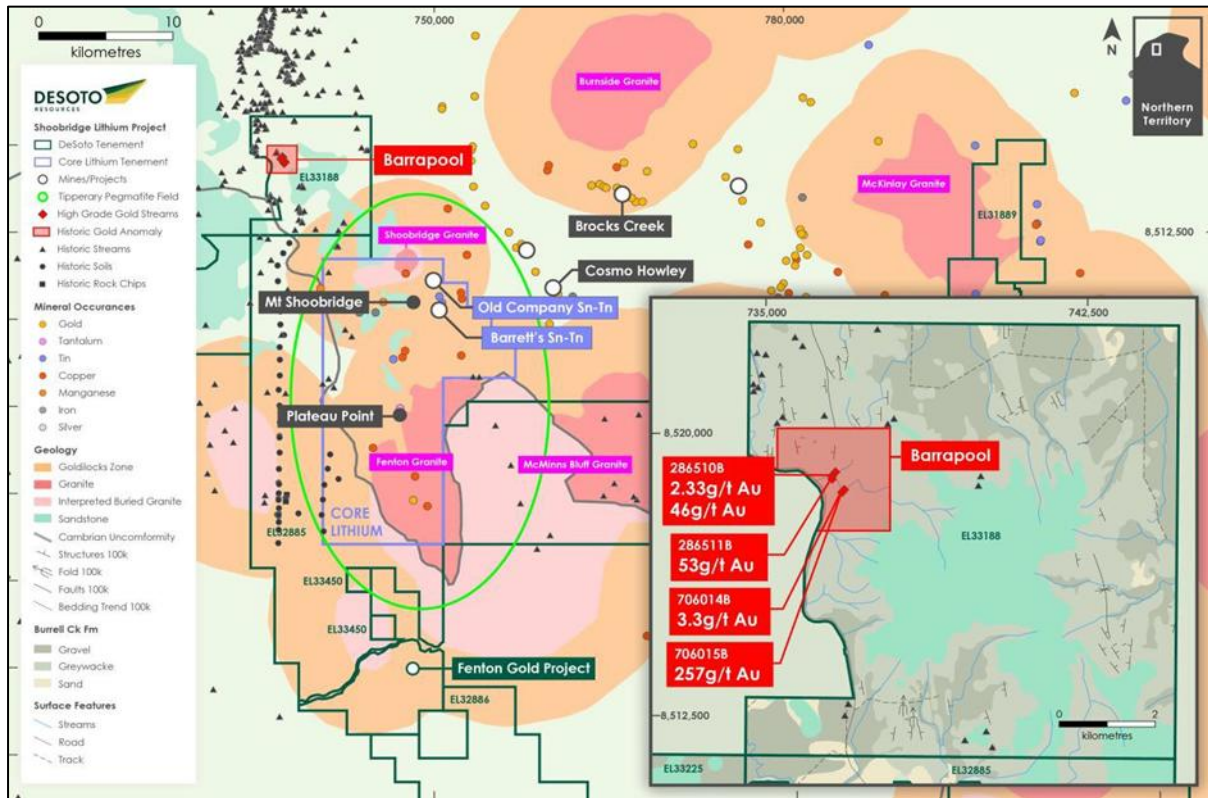 0 10
kilometres
DESOTO
RESOURCES
Shoobridge Lithium Project
DeSoto Tenement
Core Lithium Tenement
Mines/Projects
Tipperary Pegmatite Field
High Grade Gold Streams
Historic Gold Anomaly
Historic Streams
Historic Soils
Historic Rock Chips
Mineral Occurances
Gold
Tantalum
Tin
Copper
Manganese
Iron
Silver
Geology
Goldilocks Zone
Granite
Interpreted Buried Granite
Sandstone
Cambrian Uncomformity
Structures 100k
Fold 100k
Faults 100k
Bedding Trend 100k
Burrell Ck Fm
Gravel
Greywacke
Sand
Surface Features
Streams
Road
Track
750,000
780,000
N
Northern
Territory
Burnside Granite
Barrapool
EL33188
McKinlay Granite
EL31889
Brocks Creek
8,512,500
Shoobridge Granite
Cosmo Howley
Mt Shoobridge
Old Company Sn-Tn
Barrett's Sn-Tn
Plateau Point
Fenton Granite
McMinns Bluff Granite
CORE
LITHIUM
EL32885
EL33450
EL33450
Fenton Gold Project
EL32886
735,000
742,500
8,520,000
Barrapool
286510B
2.33g/t Au
46g/t Au
286511B
53g/t Au
706014B
3.3g/t Au
706015B
257g/t Au
EL33188
8,512,500
0 2
kilometres
EL33225
EL32885